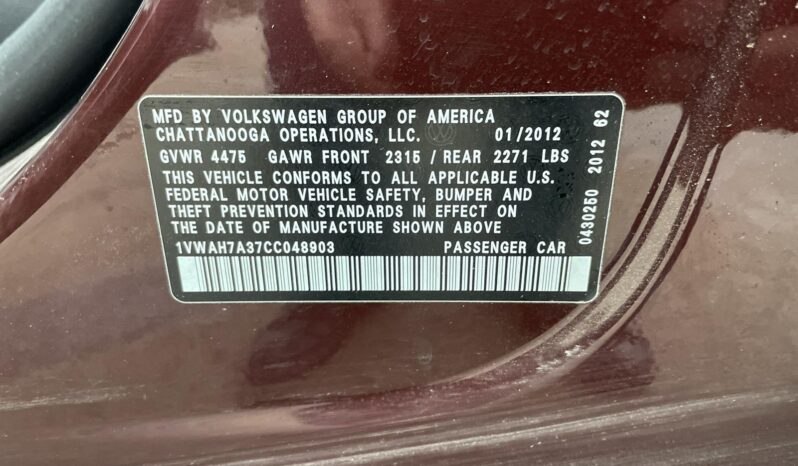 MFD BY VOLKSWAGEN GROUP OF AMERICA
CHATTANOOGA OPERATIONS, LLC. 01/2012
GVWR 4475 GAWR FRONT 2315 / REAR 2271 LBS
THIS VEHICLE CONFORMS TO ALL APPLICABLE U.S.
FEDERAL MOTOR VEHICLE SAFETY, BUMPER AND
THEFT PREVENTION STANDARDS IN EFFECT ON
THE DATE OF MANUFACTURE SHOWN ABOVE
1VWAH7A37CC048903 PASSENGER CAR
0430250 2012 62